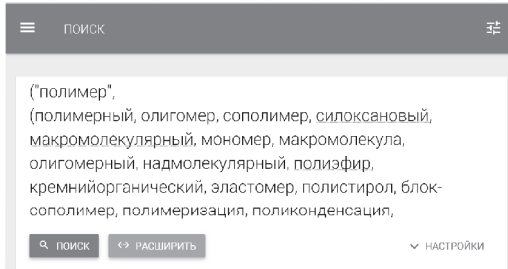 ПОИСК
("полимер",
(полимерный, олигомер, сополимер, силоксановый,
макромолекулярный, мономер, макромолекула,
олигомерный, надмолекулярный, полиэфир,
кремнийорганический, эластомер, полистирол, блок-
сополимер, полимеризация, поликонденсация,
ПОИСК РАСШИРИТЬ НАСТРОЙКИ